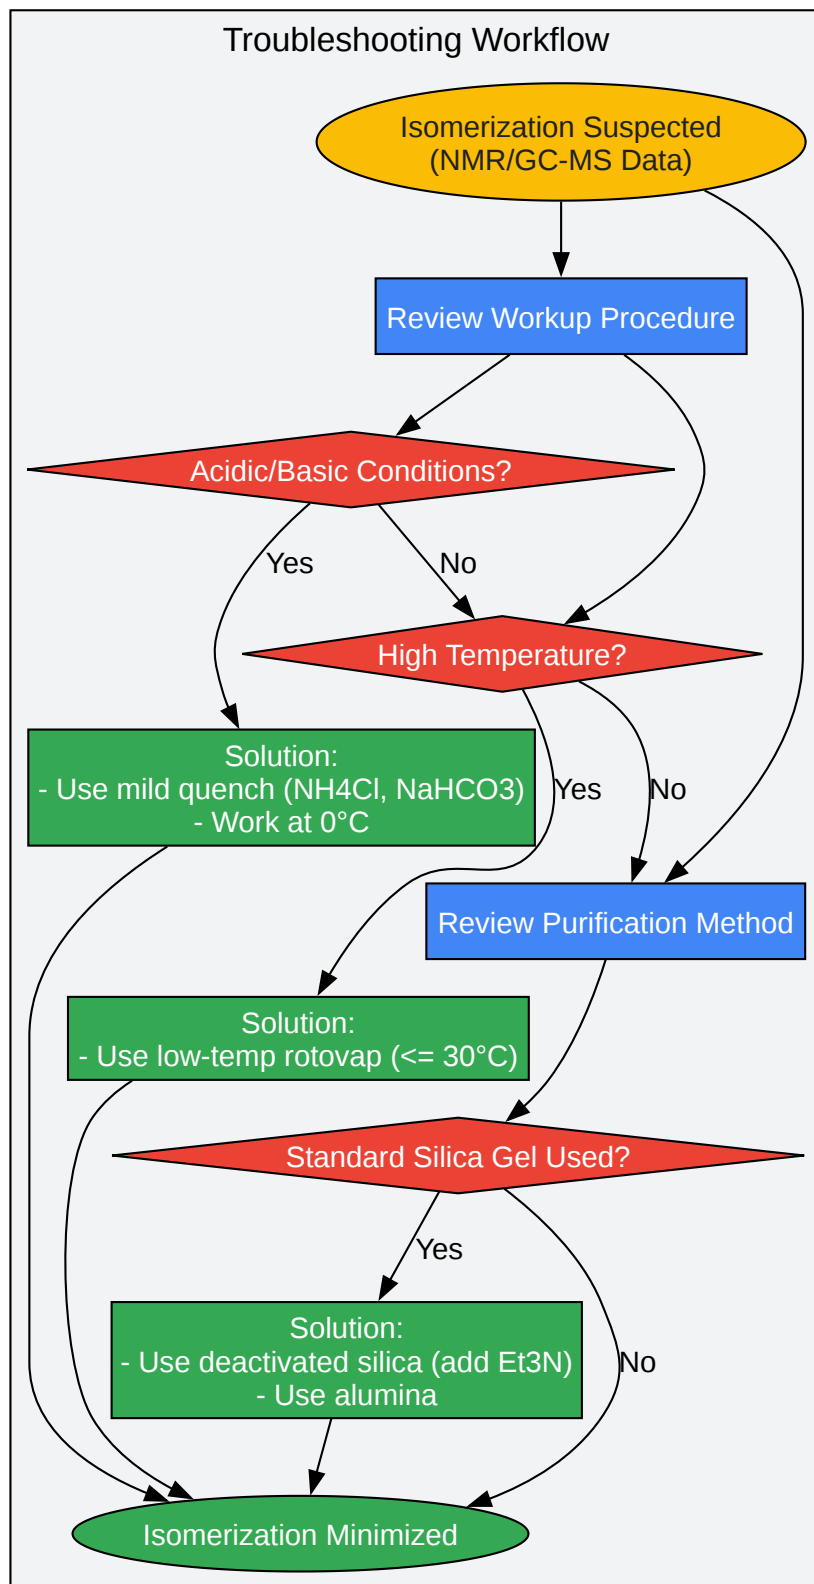 Troubleshooting Workflow
Isomerization Suspected
(NMR/GC-MS Data)
Review Workup Procedure
Acidic/Basic Conditions?
Yes
No
High Temperature?
Solution:
- Use mild quench (NH4Cl, NaHCO3)
- Work at 0°C
Yes
No
Review Purification Method
Solution:
- Use low-temp rotovap (<= 30°C)
Standard Silica Gel Used?
Yes
Solution:
- Use deactivated silica (add Et3N)
- Use alumina
No
Isomerization Minimized